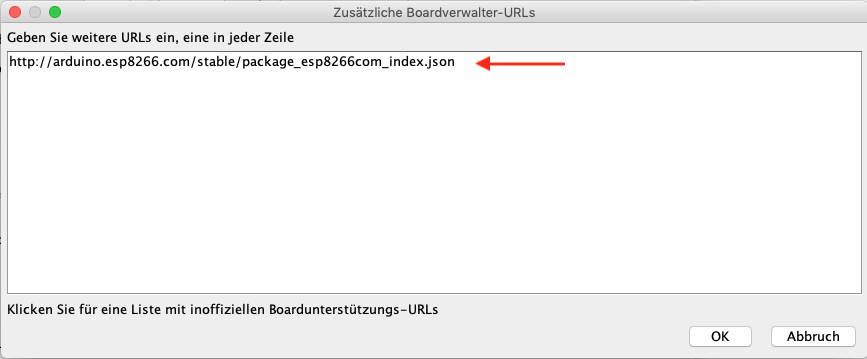 Zusätzliche Boardverwalter-URLs
Geben Sie weitere URLs ein, eine in jeder Zeile
http://arduino.esp8266.com/stable/package_esp8266com_index.json
Klicken Sie für eine Liste mit inoffiziellen Boardunterstützungs-URLs
OK
Abbruch